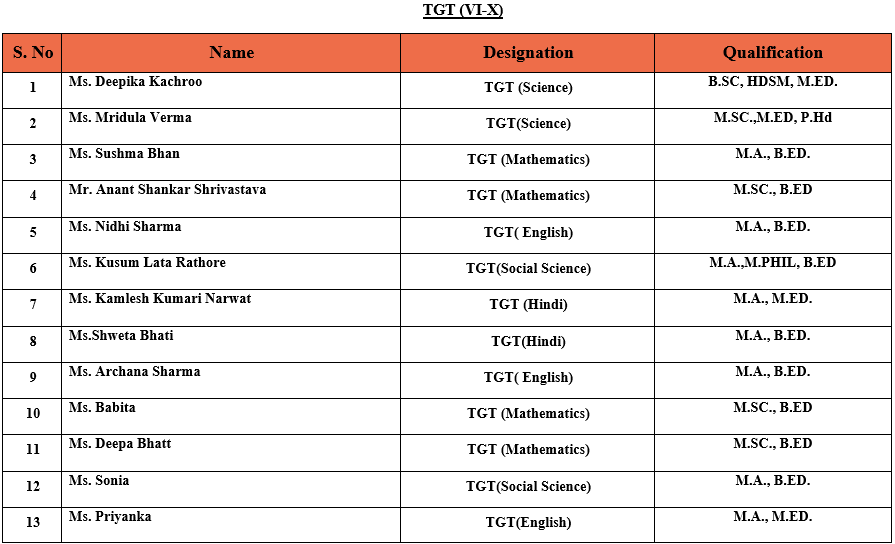 TGT (VI-X)
S. No Name Designation Qualification
1 Ms. Deepika Kachroo TGT (Science) B.SC, HDSM, M.ED.
2 Ms. Mridula Verma TGT(Science) M.SC.,M.ED, P.Hd
3 Ms. Sushma Bhan TGT (Mathematics) M.A., B.ED.
4 Mr. Anant Shankar Shrivastava TGT (Mathematics) M.SC., B.ED
5 Ms. Nidhi Sharma TGT( English) M.A., B.ED.
6 Ms. Kusum Lata Rathore TGT(Social Science) M.A.,M.PHIL, B.ED
7 Ms. Kamlesh Kumari Narwat TGT (Hindi) M.A., M.ED.
8 Ms.Shweta Bhati TGT(Hindi) M.A., B.ED.
9 Ms. Archana Sharma TGT( English) M.A., B.ED.
10 Ms. Babita TGT (Mathematics) M.SC., B.ED
11 Ms. Deepa Bhatt TGT (Mathematics) M.SC., B.ED
12 Ms. Sonia TGT(Social Science) M.A., B.ED.
13 Ms. Priyanka TGT(English) M.A., M.ED.